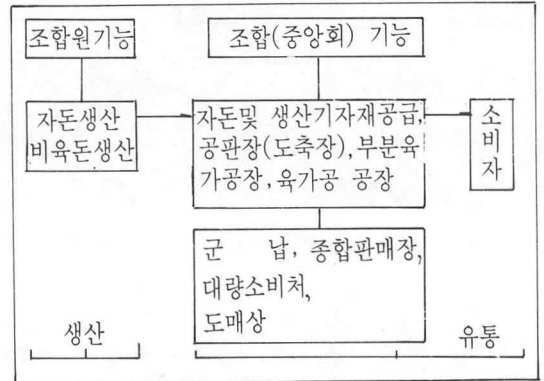 조합원기능
조합(중앙회) 기능
자돈생산
비육돈생산
자돈및 생산기자재공급,
공판장(도축장),부분육
가공장,육가공 공장
소비자
군 납, 종합판매장,
대량소비처,
도매상
생산
유통